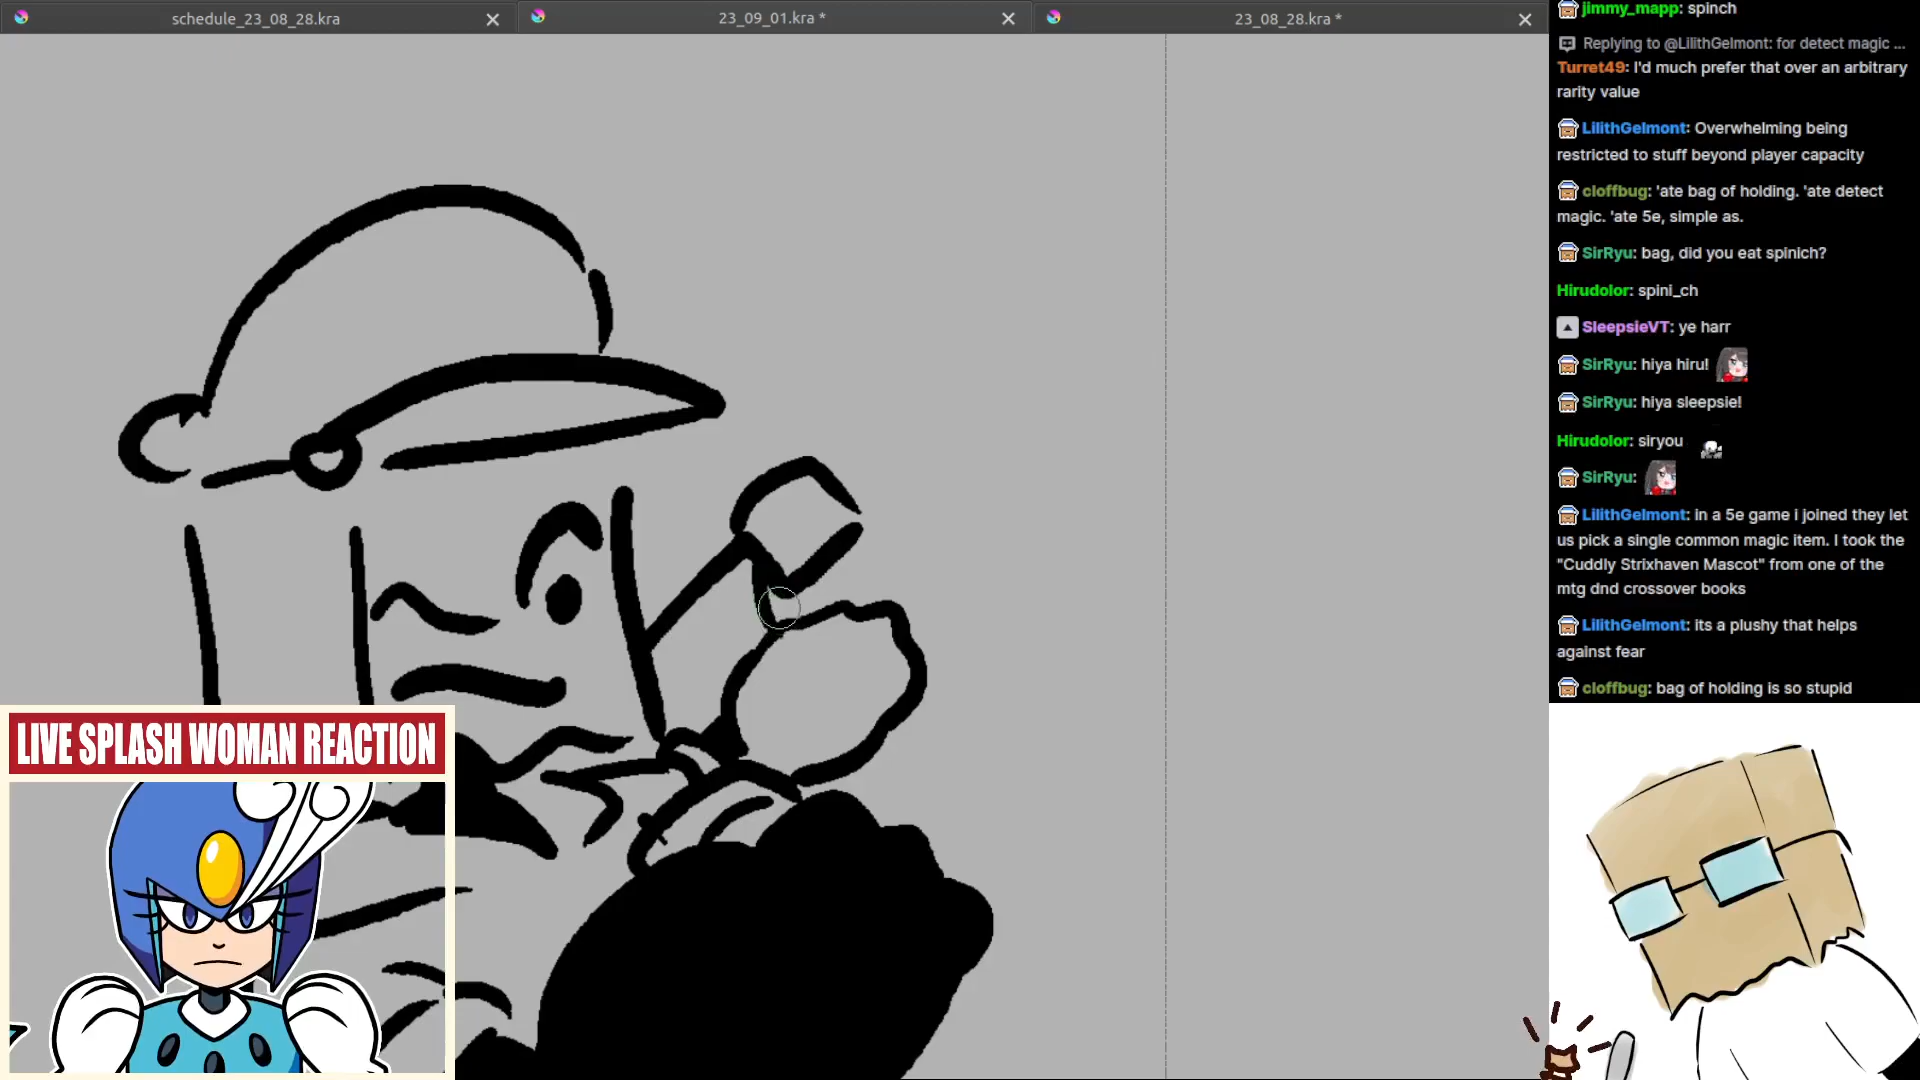 schedule_23_08_28.kra
23_09_01.kra *
23_08_28.kra *
jimmy_mapp: spinch
Replying to @LilithGelmont: for detect magic ...
Turret49: I'd much prefer that over an arbitrary
rarity value
LilithGelmont: Overwhelming being
restricted to stuff beyond player capacity
cloffbug: 'ate bag of holding. 'ate detect
magic. 'ate 5e, simple as.
SirRyu: bag, did you eat spinich?
Hirudolor: spini_ch
SleepsieVT: ye harr
SirRyu: hiya hiru!
SirRyu: hiya sleepsie!
Hirudolor: siryou
SirRyu:
LilithGelmont: in a 5e game i joined they let
us pick a single common magic item. I took the
"Cuddly Strixhaven Mascot" from one of the
mtg dnd crossover books
LilithGelmont: its a plushy that helps
against fear
cloffbug: bag of holding is so stupid
LIVE SPLASH WOMAN REACTION